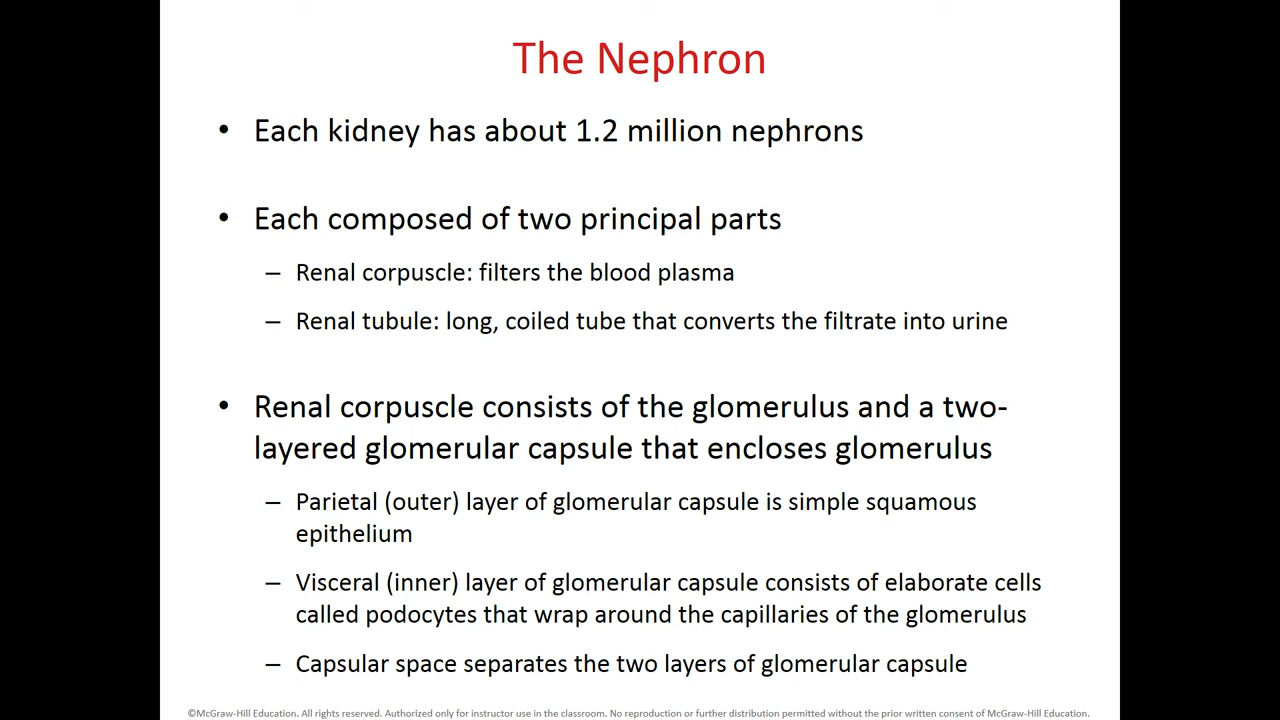 The Nephron
• Each kidney has about 1.2 million nephrons
• Each composed of two principal parts
– Renal corpuscle: filters the blood plasma
– Renal tubule: long, coiled tube that converts the filtrate into urine
• Renal corpuscle consists of the glomerulus and a two-
layered glomerular capsule that encloses glomerulus
– Parietal (outer) layer of glomerular capsule is simple squamous
epithelium
– Visceral (inner) layer of glomerular capsule consists of elaborate cells
called podocytes that wrap around the capillaries of the glomerulus
– Capsular space separates the two layers of glomerular capsule
©McGraw-Hill Education. All rights reserved. Authorized only for instructor use in the classroom. No reproduction or further distribution permitted without the prior written consent of McGraw-Hill Education.